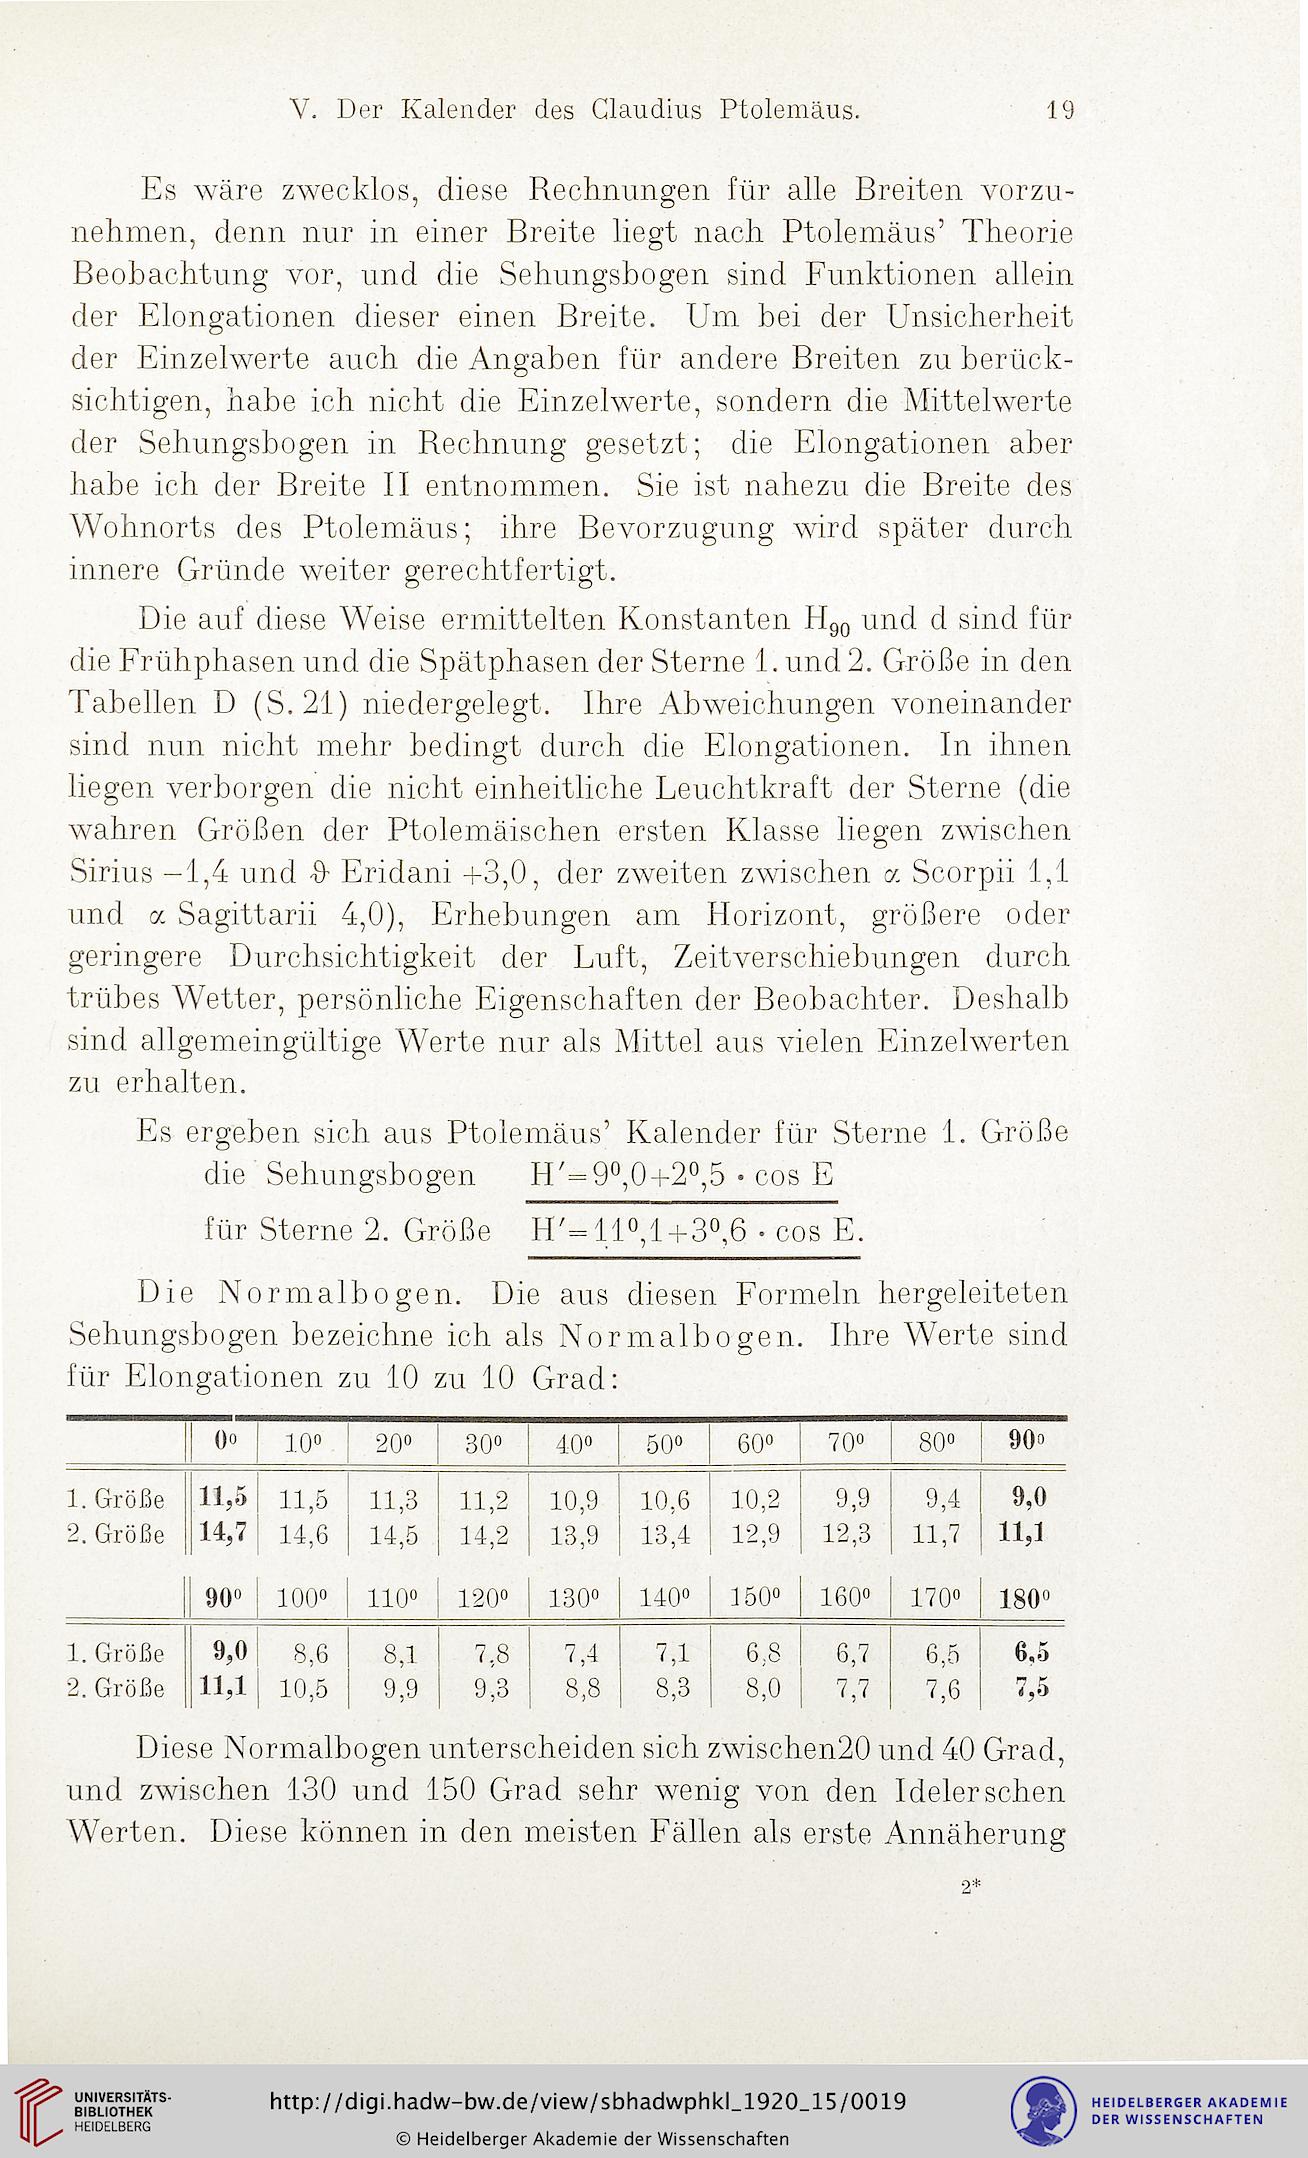 V. Der Kalender des Claudius Ptolemäus. 19
Es wäre zwecklos, diese Rechnungen für alle Breiten vorzu-
nehmen, denn nur in einer Breite liegt nach Ptolemäus’ Theorie
Beobachtung vor, und die Sehungsbogen sind Funktionen allein
der Elongationen dieser einen Breite. Um bei der Unsicherheit
der Einzelwerte auch die Angaben für andere Breiten zu berück-
sichtigen, habe ich nicht die Einzelwerte, sondern die Mittelwerte
der Sehungsbogen in Rechnung gesetzt; die Elongationen aber
habe ich der Breite II entnommen. Sie ist nahezu die Breite des
Wohnorts des Ptolemäus; ihre Bevorzugung wird später durch
innere Gründe weiter gerechtfertigt.
Die auf diese Weise ermittelten Konstanten H₉₀ und d sind für
die Frühphasen und die Spätphasen der Sterne 1. und 2. Größe in den
Tabellen D (S. 21) niedergelegt. Ihre Abweichungen voneinander
sind nun nicht mehr bedingt durch die Elongationen. In ihnen
liegen verborgen die nicht einheitliche Leuchtkraft der Sterne (die
wahren Größen der Ptolemäischen ersten Klasse liegen zwischen
Sirius –1,4 und ϑ Eridani +3,0, der zweiten zwischen α Scorpii 1,1
und α Sagittarii 4,0), Erhebungen am Horizont, größere oder
geringere Durchsichtigkeit der Luft, Zeitverschiebungen durch
trübes Wetter, persönliche Eigenschaften der Beobachter. Deshalb
sind allgemeingültige Werte nur als Mittel aus vielen Einzelwerten
zu erhalten.
Es ergeben sich aus Ptolemäus’ Kalender für Sterne 1. Größe
die Sehungsbogen H′=9⁰,0+2⁰,5 · cos E
für Sterne 2. Größe H′=11⁰,1+3⁰,6 · cos E.
Die Normalbogen. Die aus diesen Formeln hergeleiteten
Sehungsbogen bezeichne ich als Normalbogen. Ihre Werte sind
für Elongationen zu 10 zu 10 Grad:
0⁰ 10⁰ 20⁰ 30⁰ 40⁰ 50⁰ 60⁰ 70⁰ 80⁰ 90⁰
1. Größe 11,5 11,5 11,3 11,2 10,9 10,6 10,2 9,9 9,4 9,0
2. Größe 14,7 14,6 14,5 14,2 13,9 13,4 12,9 12,3 11,7 11,1
90⁰ 100⁰ 110⁰ 120⁰ 130⁰ 140⁰ 150⁰ 160⁰ 170⁰ 180⁰
1. Größe 9,0 8,6 8,1 7,8 7,4 7,1 6,8 6,7 6,5 6,5
2. Größe 11,1 10,5 9,9 9,3 8,8 8,3 8,0 7,7 7,6 7,5
Diese Normalbogen unterscheiden sich zwischen20 und 40 Grad,
und zwischen 130 und 150 Grad sehr wenig von den Idelerschen
Werten. Diese können in den meisten Fällen als erste Annäherung
2*
UNIVERSITÄTS-
BIBLIOTHEK
HEIDELBERG
http://digi.hadw-bw.de/view/sbhadwphkl_1920_15/0019
© Heidelberger Akademie der Wissenschaften
HEIDELBERGER AKADEMIE
DER WISSENSCHAFTEN